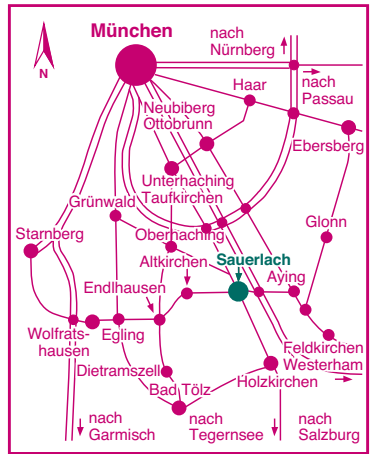 München
nach
Nürnberg
N
nach
Passau
Haar
Neubiberg
Ottobrunn
Ebersberg
Unterhaching
Taufkirchen
Grünwald
Starnberg
Oberhaching
Glonn
Altkirchen
Sauerlach
Aying
Endlhausen
Wolfrats-
hausen
Egling
Feldkirchen
Westerham
Dietramszell
Bad Tölz
Holzkirchen
nach
Garmisch
nach
Tegernsee
nach
Salzburg